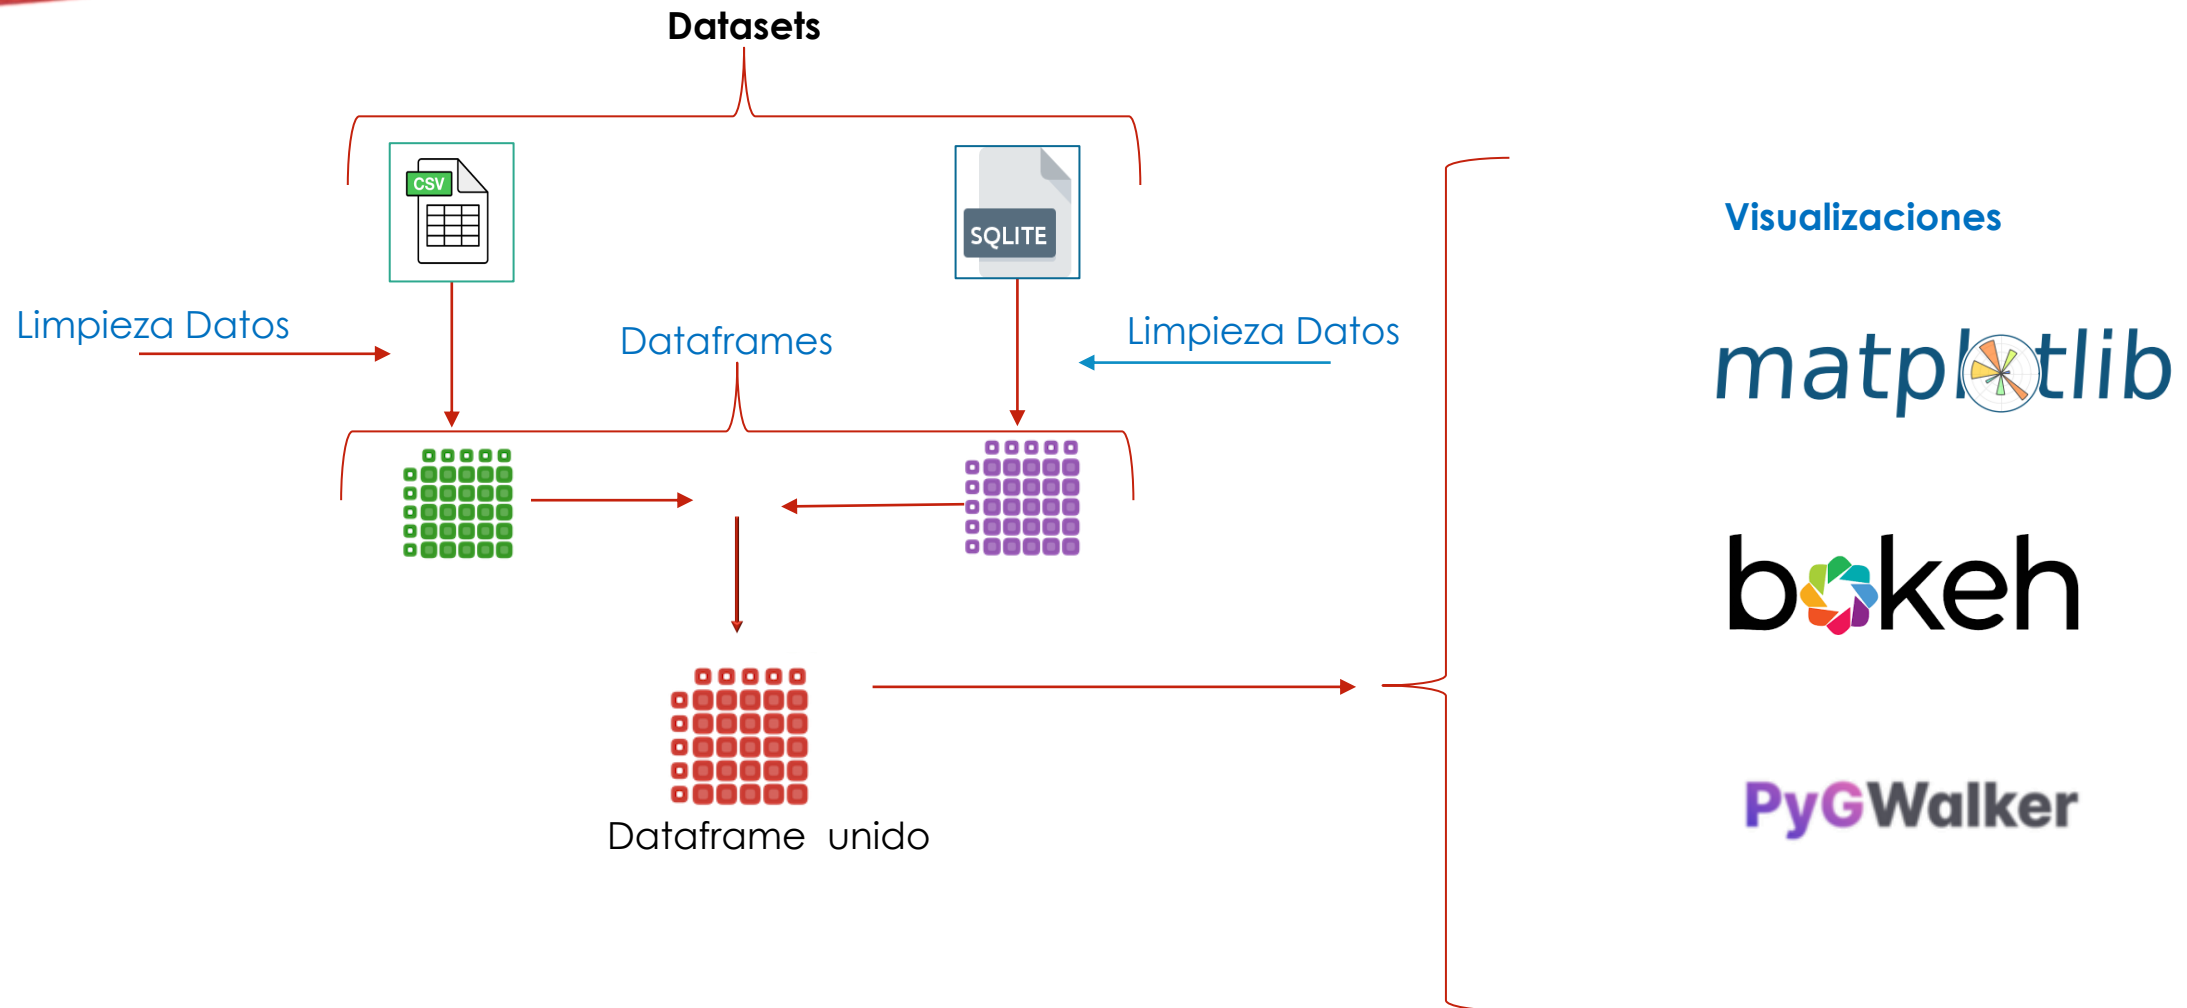 Datasets
CSV
SQLITE
Visualizaciones
Limpieza Datos
Dataframes
Limpieza Datos
matplotlib
bokeh
PyGWalker
Dataframe unido